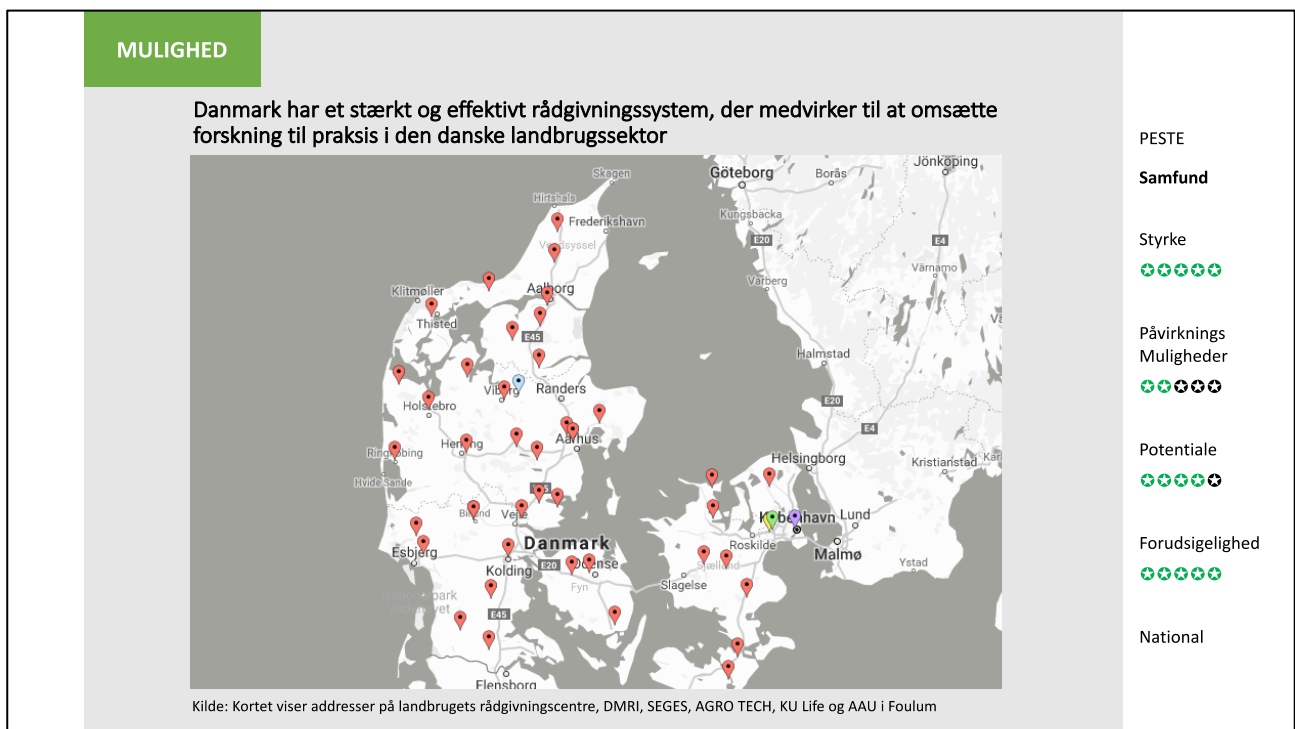 MULIGHED
Danmark har et stærkt og effektivt rådgivningssystem, der medvirker til at omsætte
forskning til praksis i den danske landbrugssektor
Skagen
Hirtshals
Frederikshavn
Klitmøller
Thisted
Aalborg
E45
Viborg
Randers
Holstebro
Herning
Aarhus
Hvide Sande
Billund
Vejle
Esbjerg
Kolding
Danmark
E20
Odense
Fyn
E45
Flensborg
Göteborg
Borås
Jönköping
Kungsbacka
E20
E4
Värnamo
Varberg
Halmstad
E20
E4
Helsingborg
Kristianstad
København
Lund
Roskilde
Malmø
Ystad
Sjælland
Slagelse
Kilde: Kortet viser addresser på landbrugets rådgivningscentre, DMRI, SEGES, AGRO TECH, KU Life og AAU i Foulum
PESTE
Samfund
Styrke
Påvirknings
Muligheder
Potentiale
Forudsigelighed
National